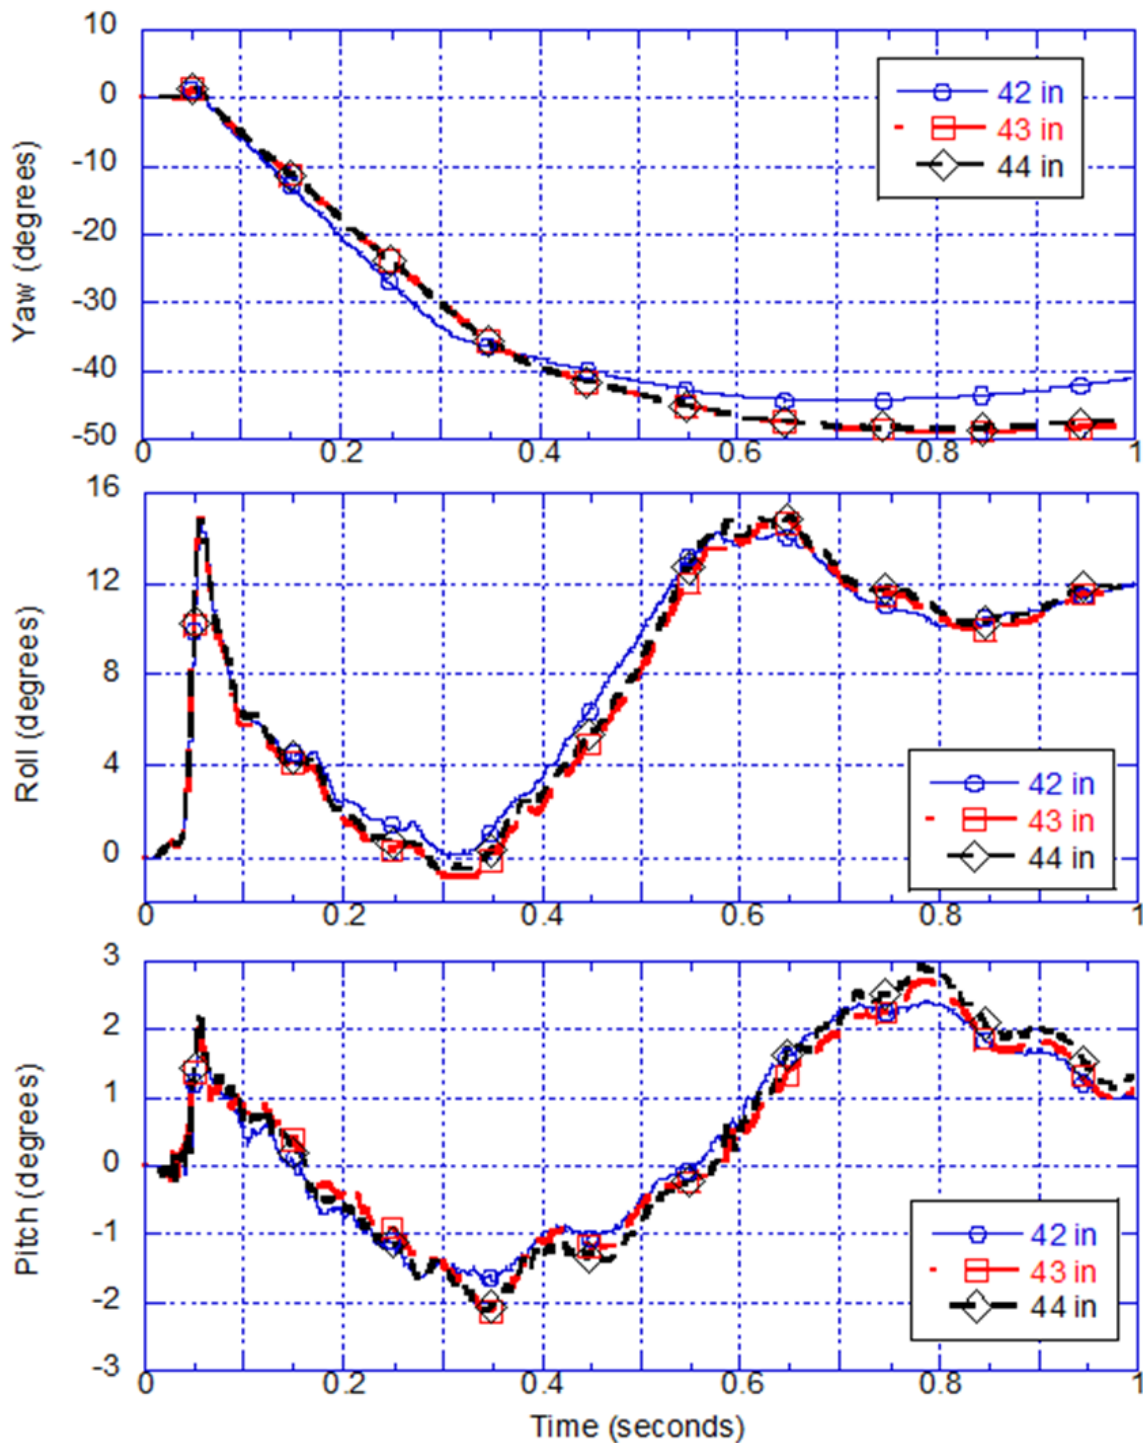 10
0
-10
-20
-30
-40
-50
Yaw (degrees)
42 in
43 in
44 in
0 0.2 0.4 0.6 0.8 1
16
12
8
4
0
Roll (degrees)
42 in
43 in
44 in
0 0.2 0.4 0.6 0.8 1
3
2
1
0
-1
-2
-3
Pitch (degrees)
42 in
43 in
44 in
0 0.2 0.4 0.6 0.8 1
Time (seconds)